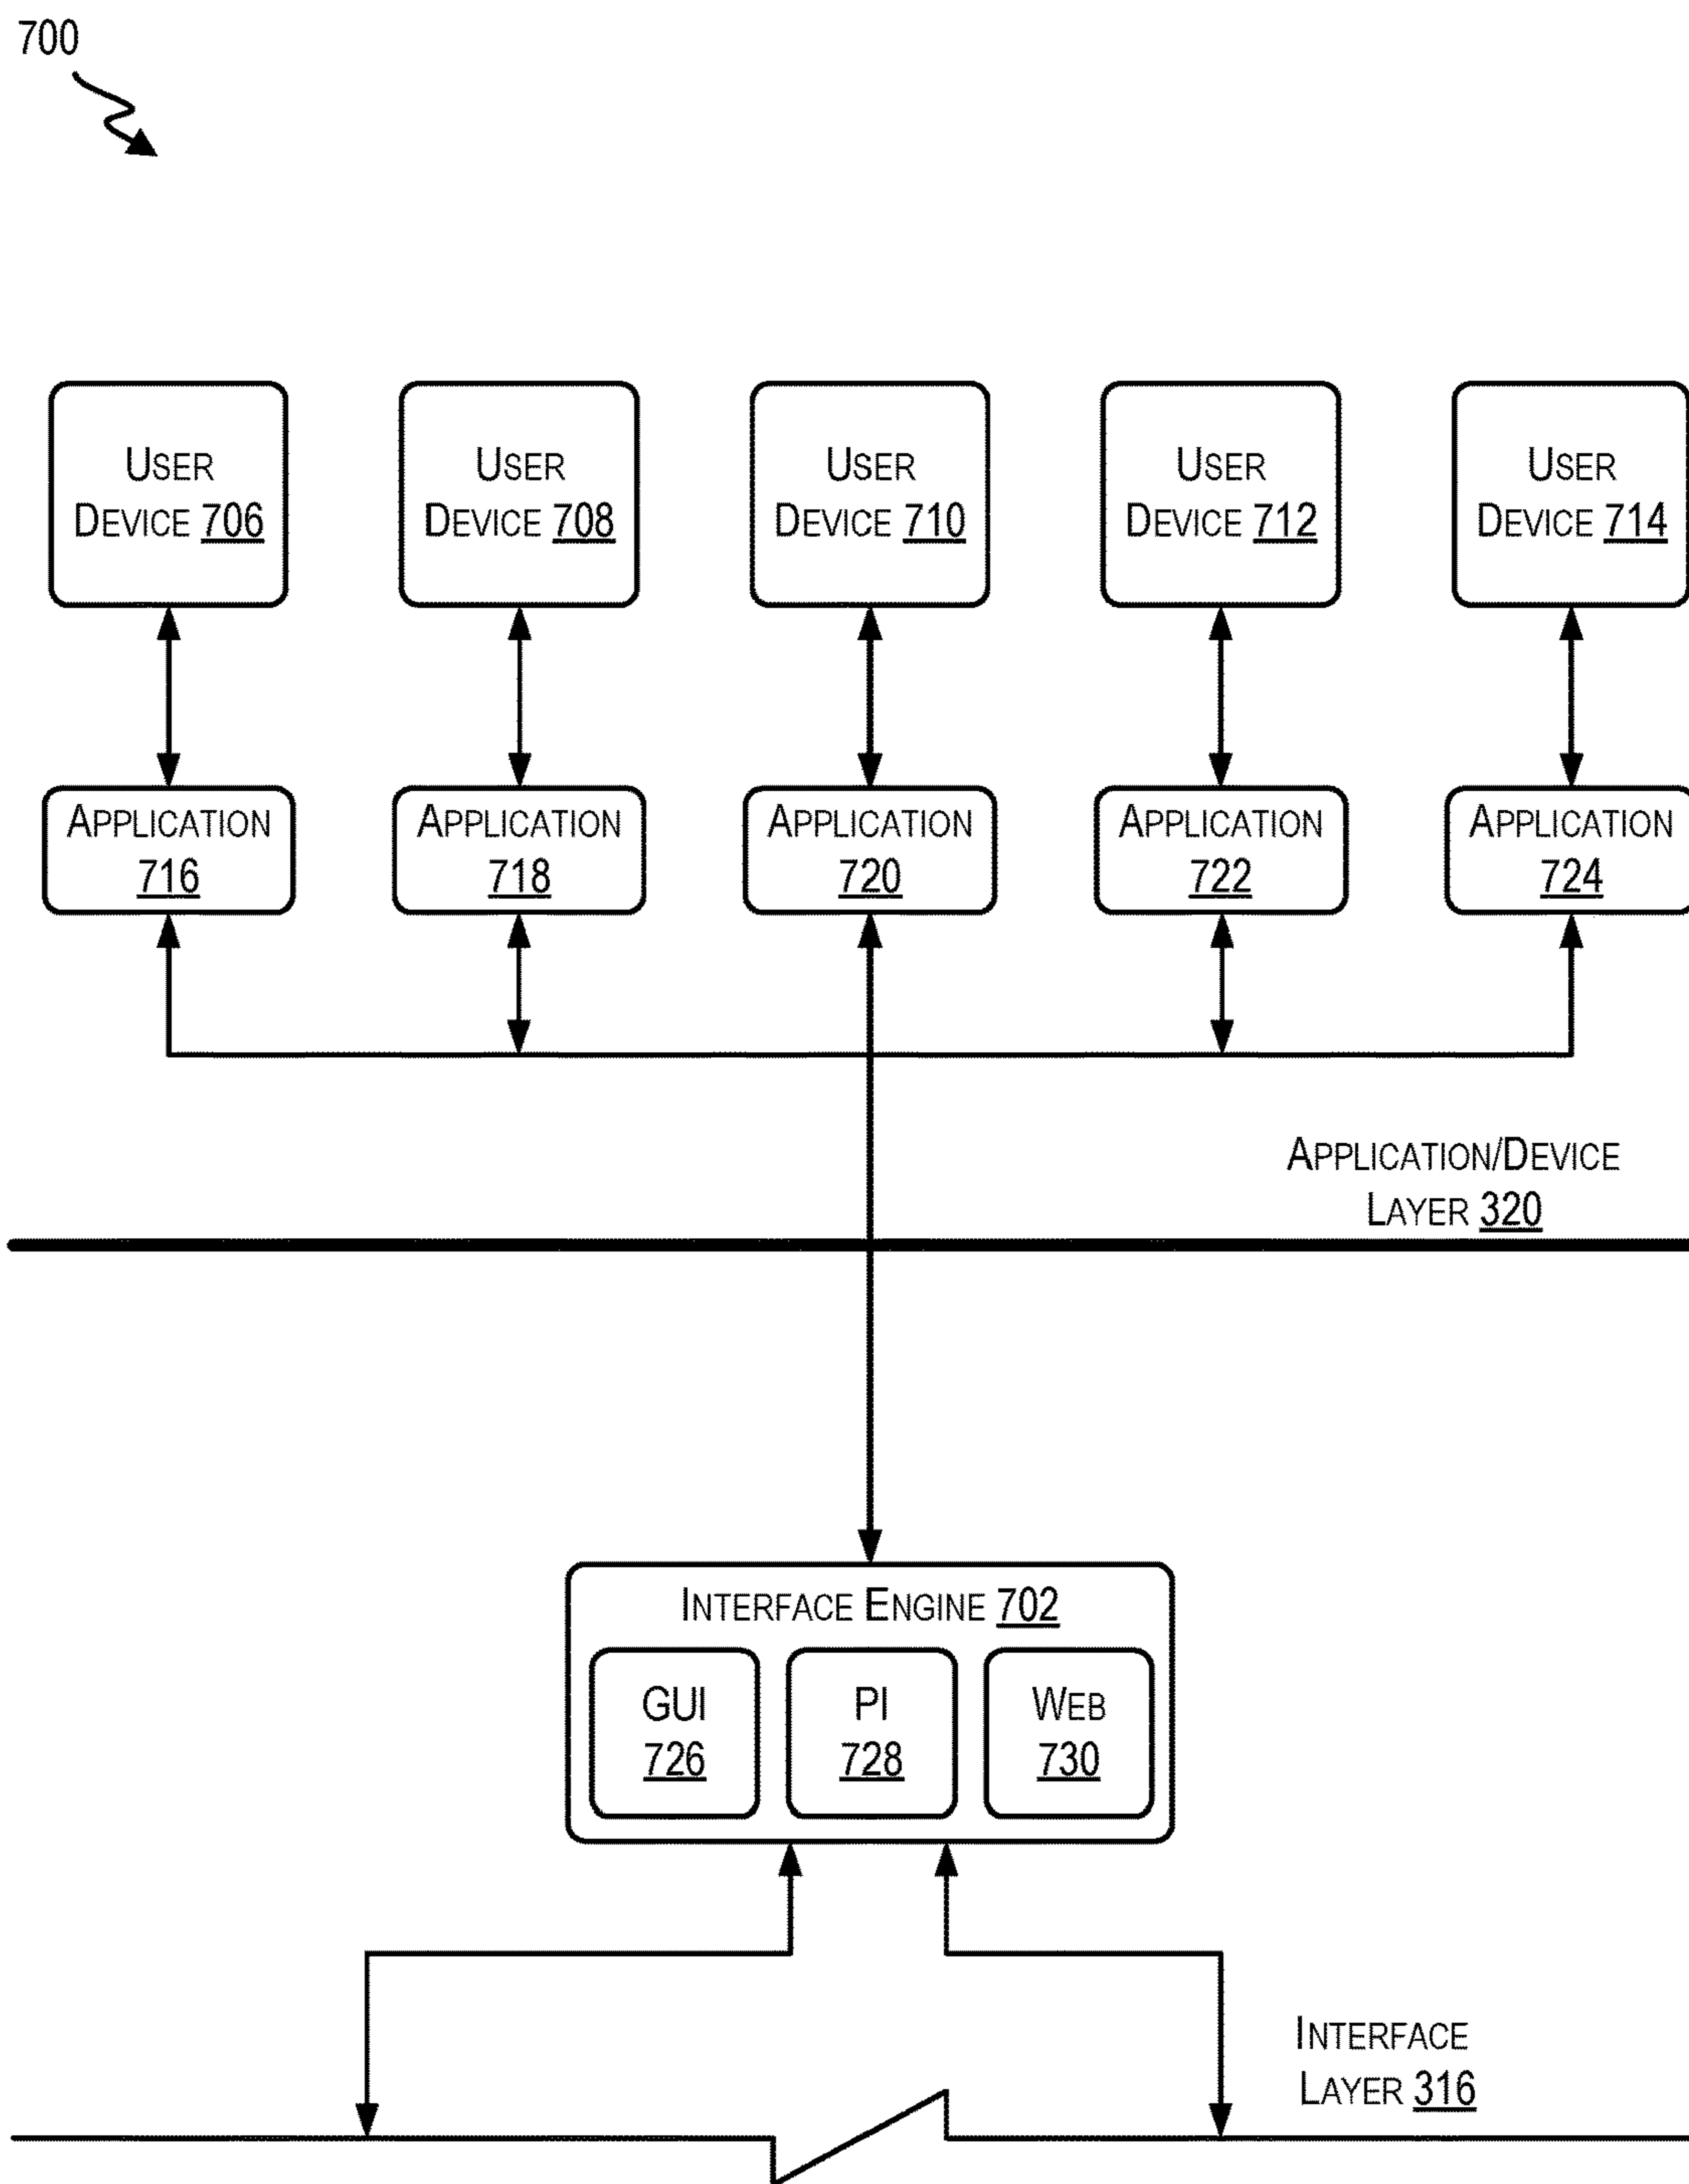 700
USER
DEVICE 706
USER
DEVICE 708
USER
DEVICE 710
USER
DEVICE 712
USER
DEVICE 714
APPLICATION
716
APPLICATION
718
APPLICATION
720
APPLICATION
722
APPLICATION
724
APPLICATION/DEVICE
LAYER 320
INTERFACE ENGINE 702
GUI
726
PI
728
WEB
730
INTERFACE
LAYER 316